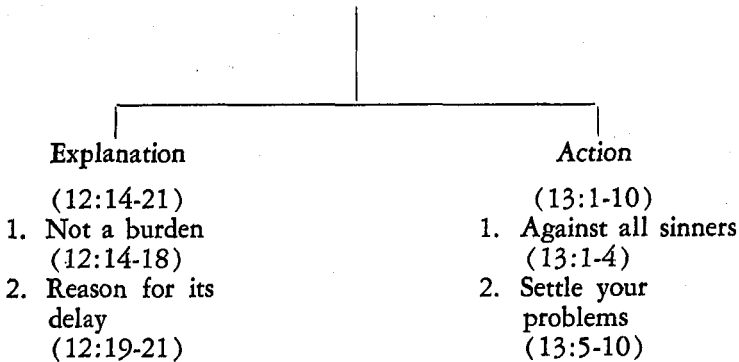 Explanation
(12:14-21)
1. Not a burden
(12:14-18)
2. Reason for its
delay
(12:19-21)
Action
(13:1-10)
1. Against all sinners
(13:1-4)
2. Settle your
problems
(13:5-10)